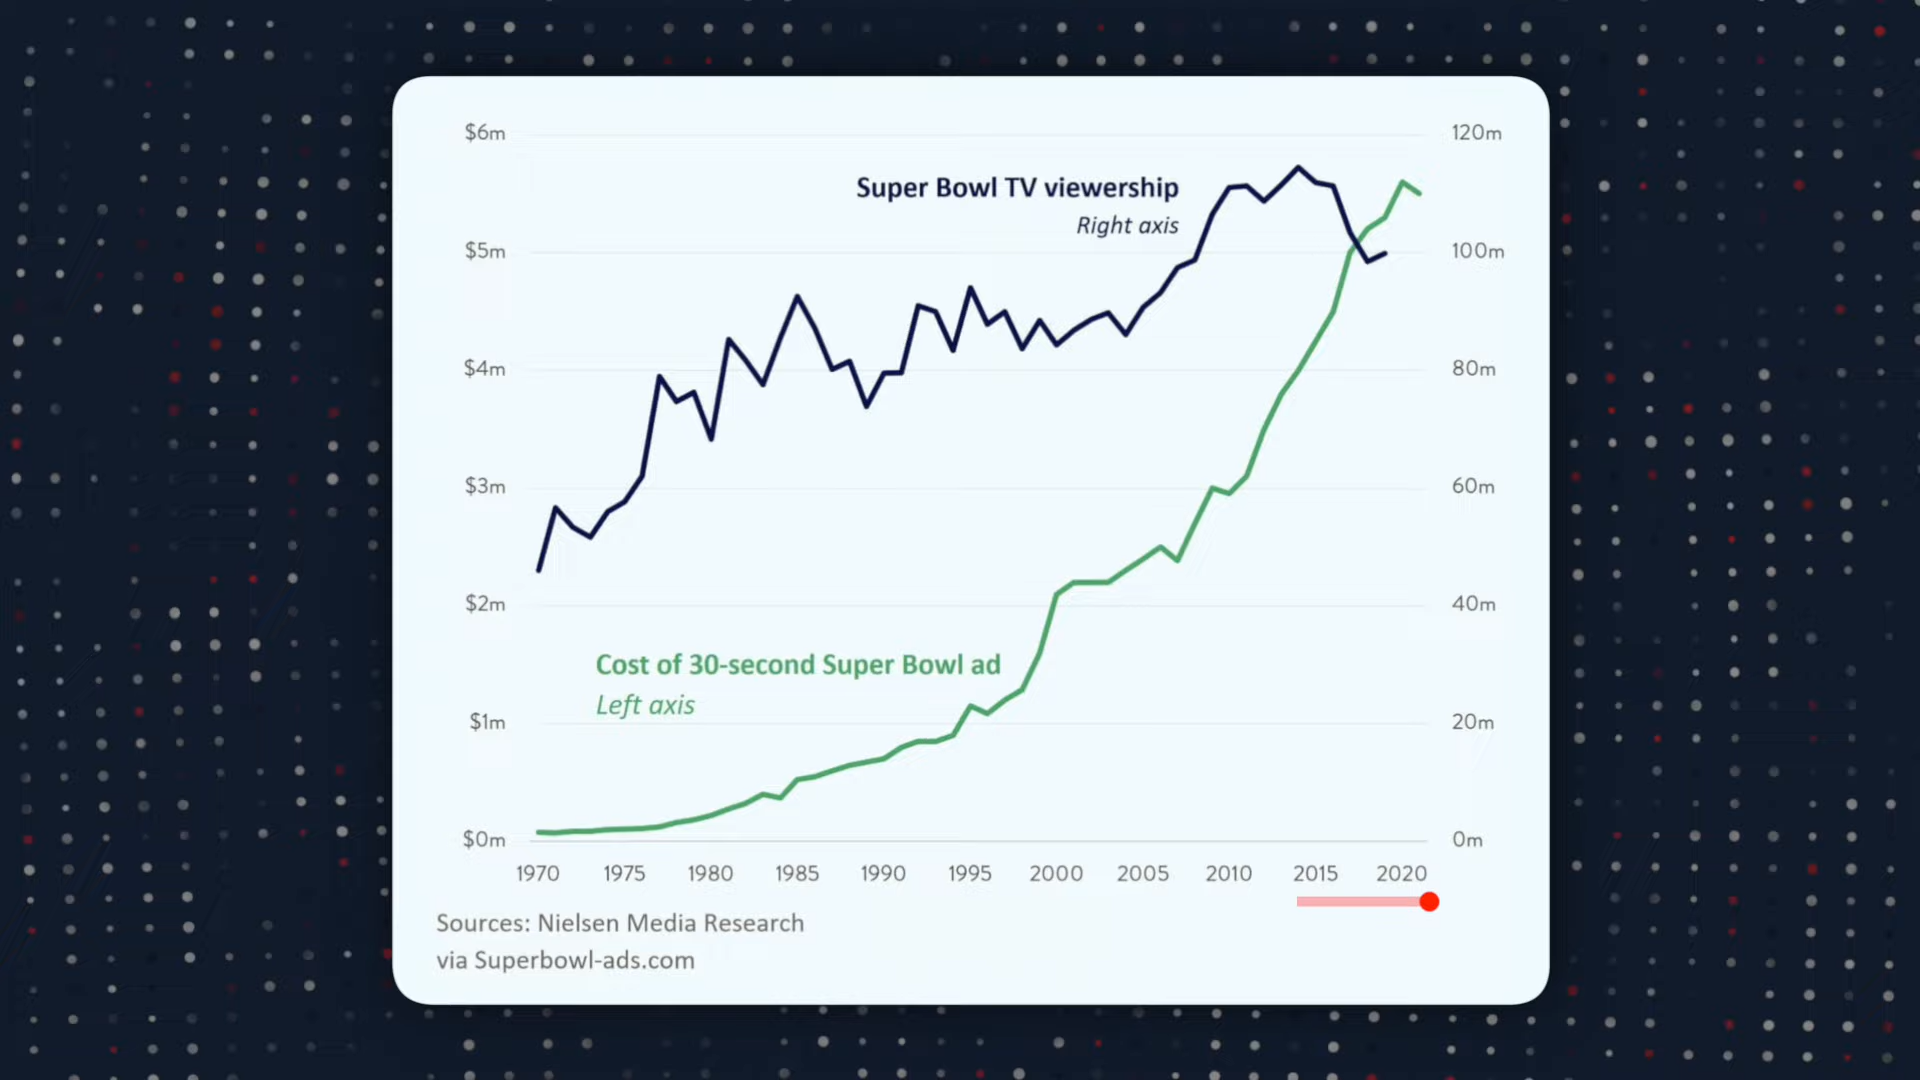 $6m
120m
Super Bowl TV viewership
Right axis
$5m
100m
$4m
80m
$3m
60m
$2m
40m
Cost of 30-second Super Bowl ad
Left axis
$1m
20m
$0m
0m
1970 1975 1980 1985 1990 1995 2000 2005 2010 2015 2020
Sources: Nielsen Media Research
via Superbowl-ads.com